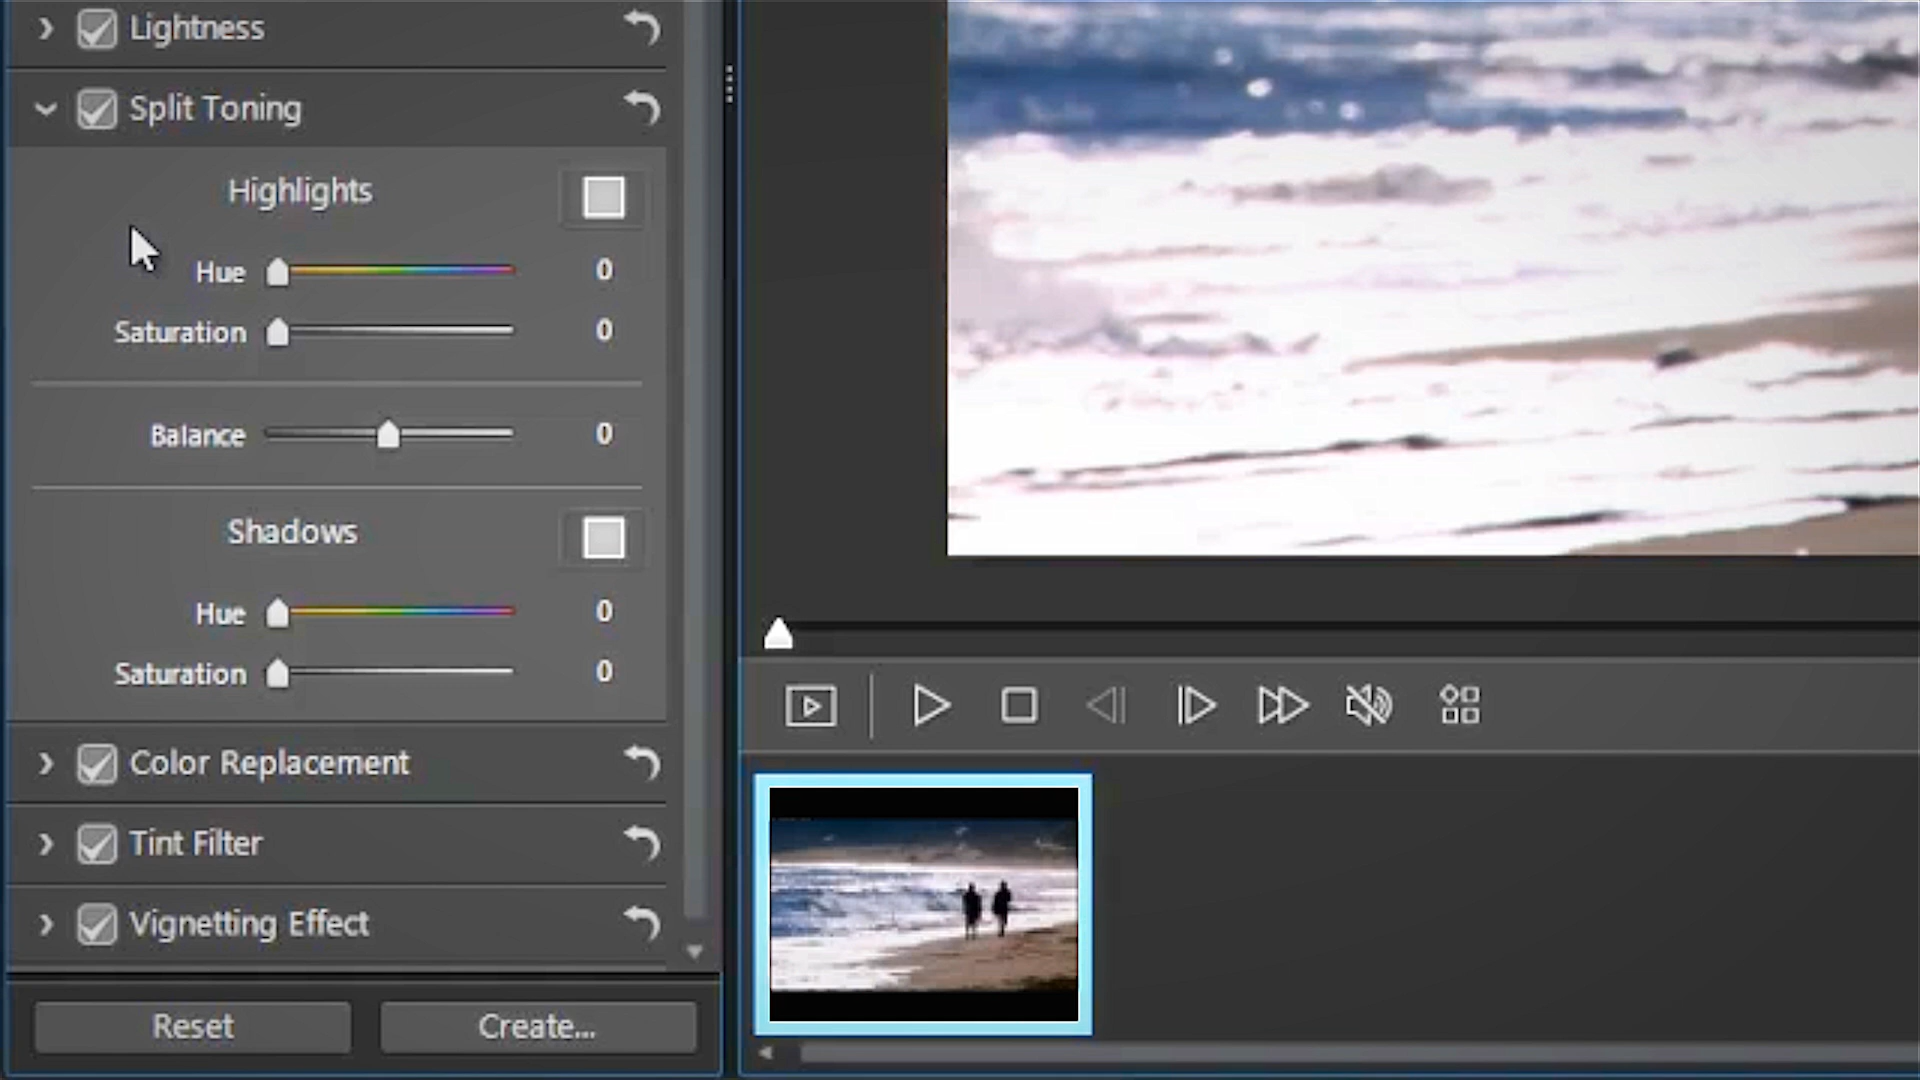 Lightness
Split Toning
Highlights
Hue 0
Saturation 0
Balance 0
Shadows
Hue 0
Saturation 0
Color Replacement
Tint Filter
Vignetting Effect
Reset Create...